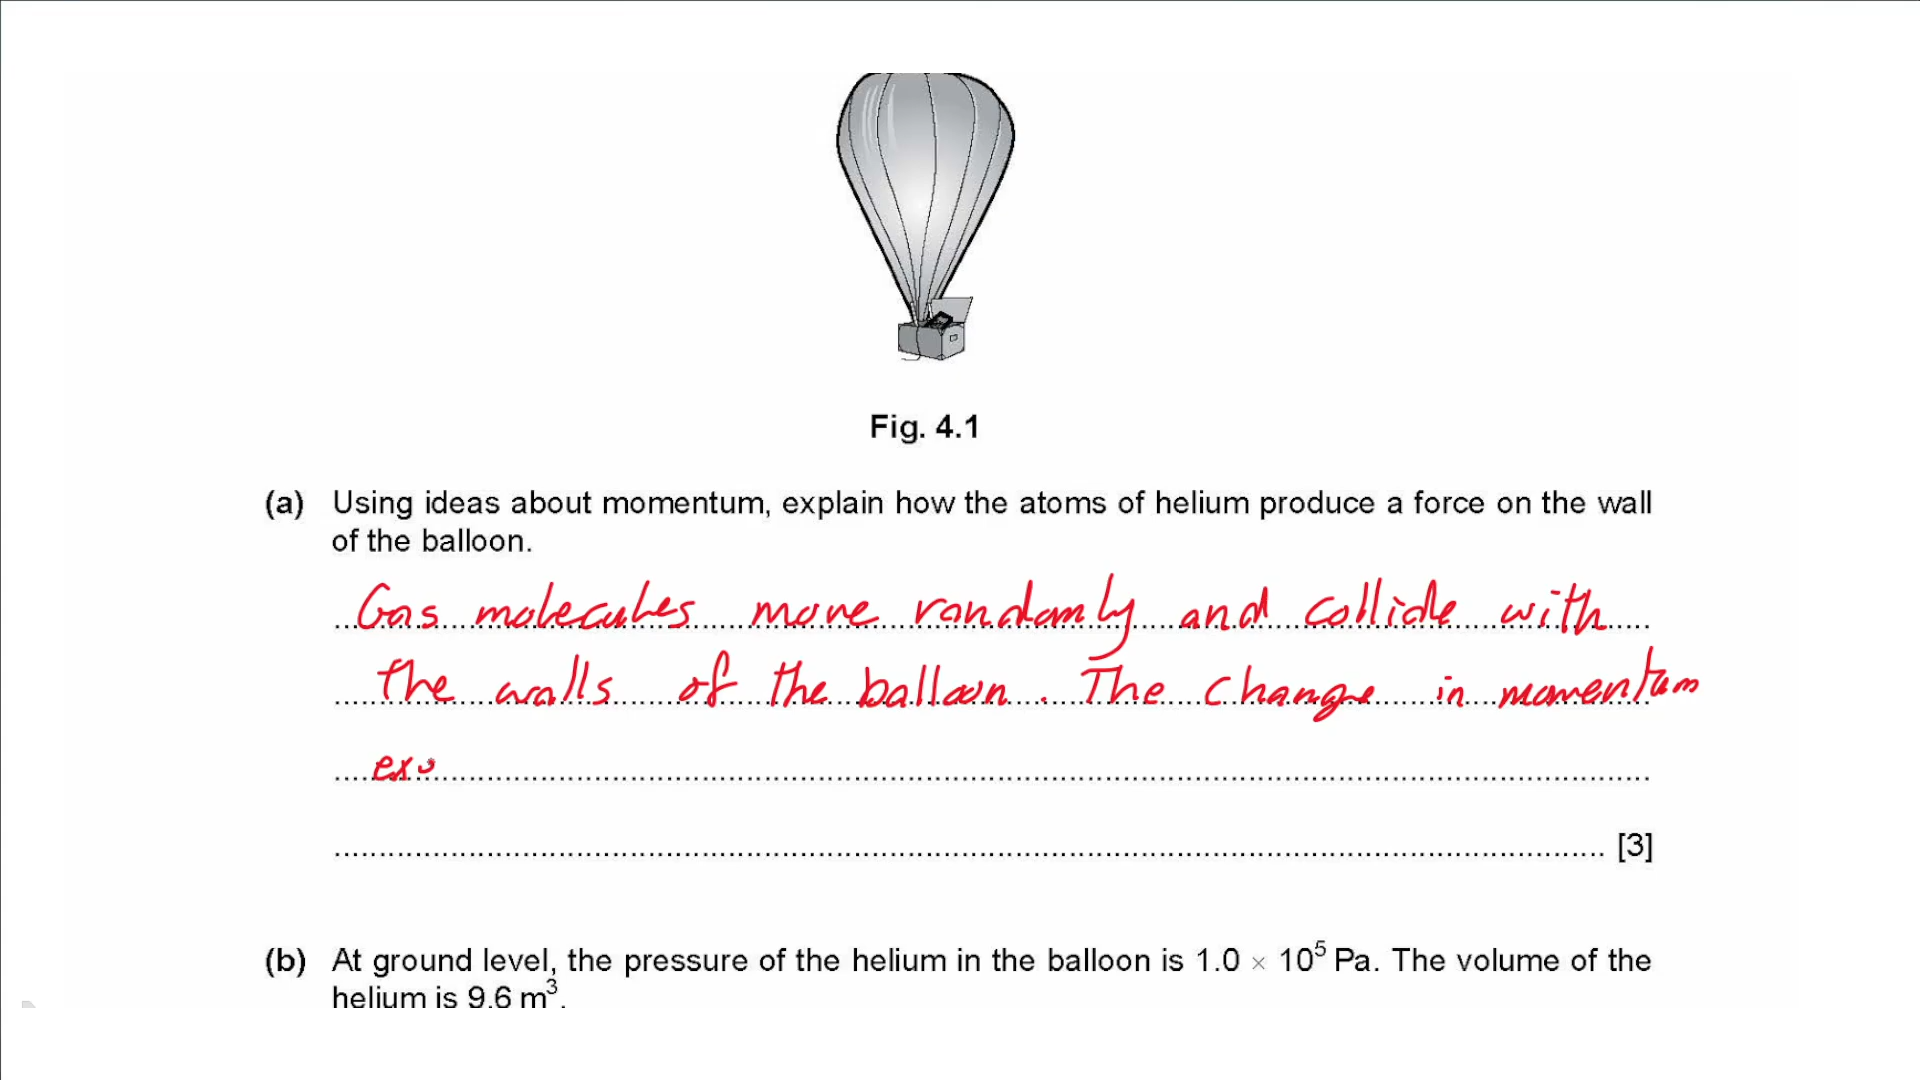 Fig. 4.1
(a) Using ideas about momentum, explain how the atoms of helium produce a force on the wall
of the balloon.
Gas molecules move randomly and collide with
the walls of the balloon. The change in momentum
ex
[3]
(b) At ground level, the pressure of the helium in the balloon is 1.0 × 10⁵ Pa. The volume of the
helium is 9.6 m³.